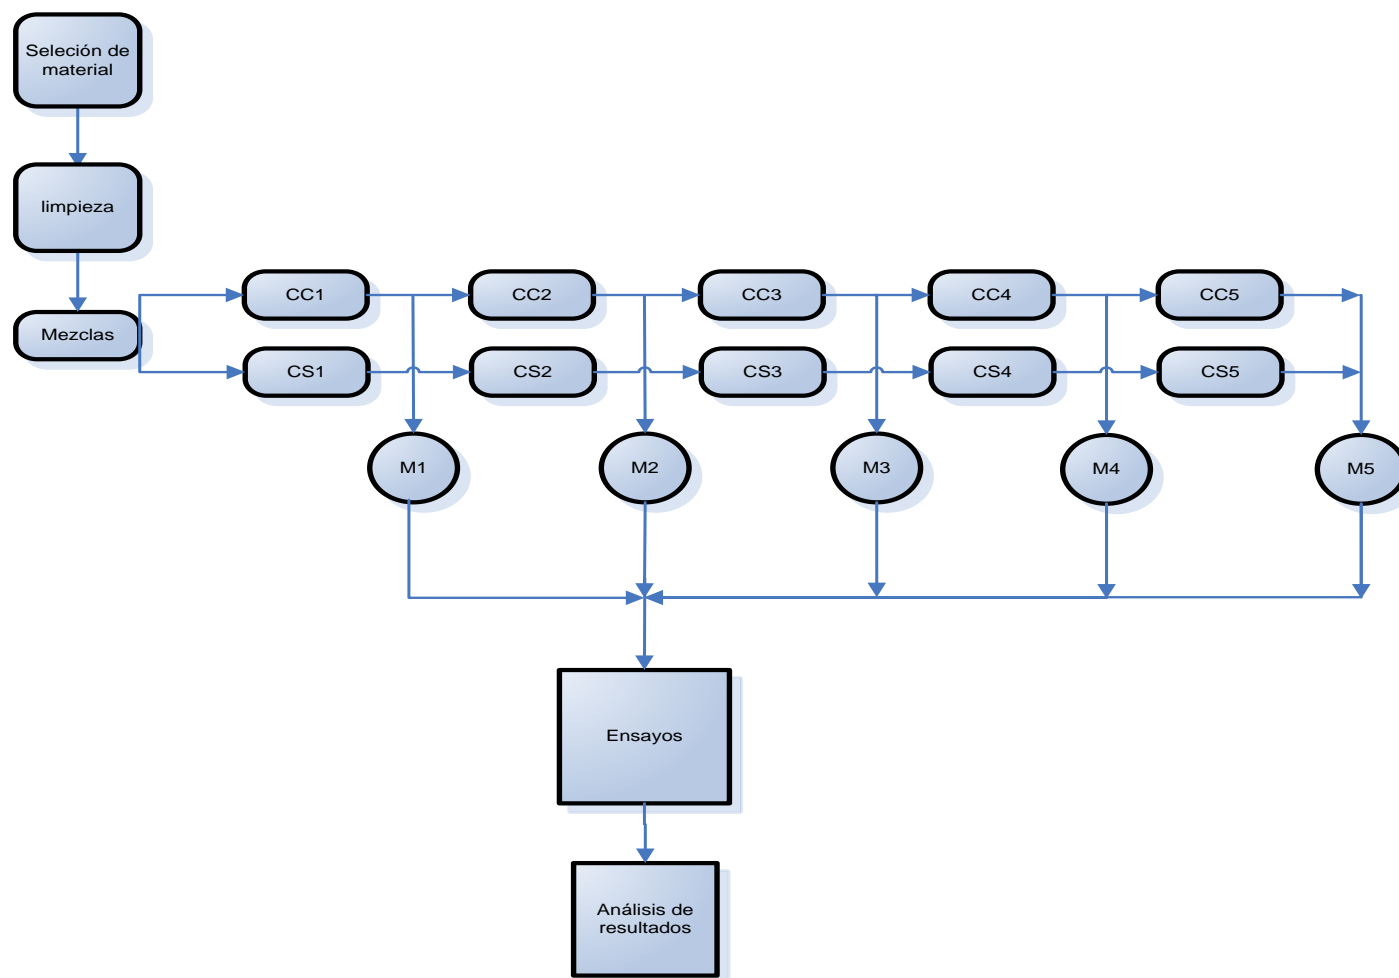 Seleción de
material
limpieza
Mezclas
CC1
CC2
CC3
CC4
CC5
CS1
CS2
CS3
CS4
CS5
M1
M2
M3
M4
M5
Ensayos
Análisis de
resultados